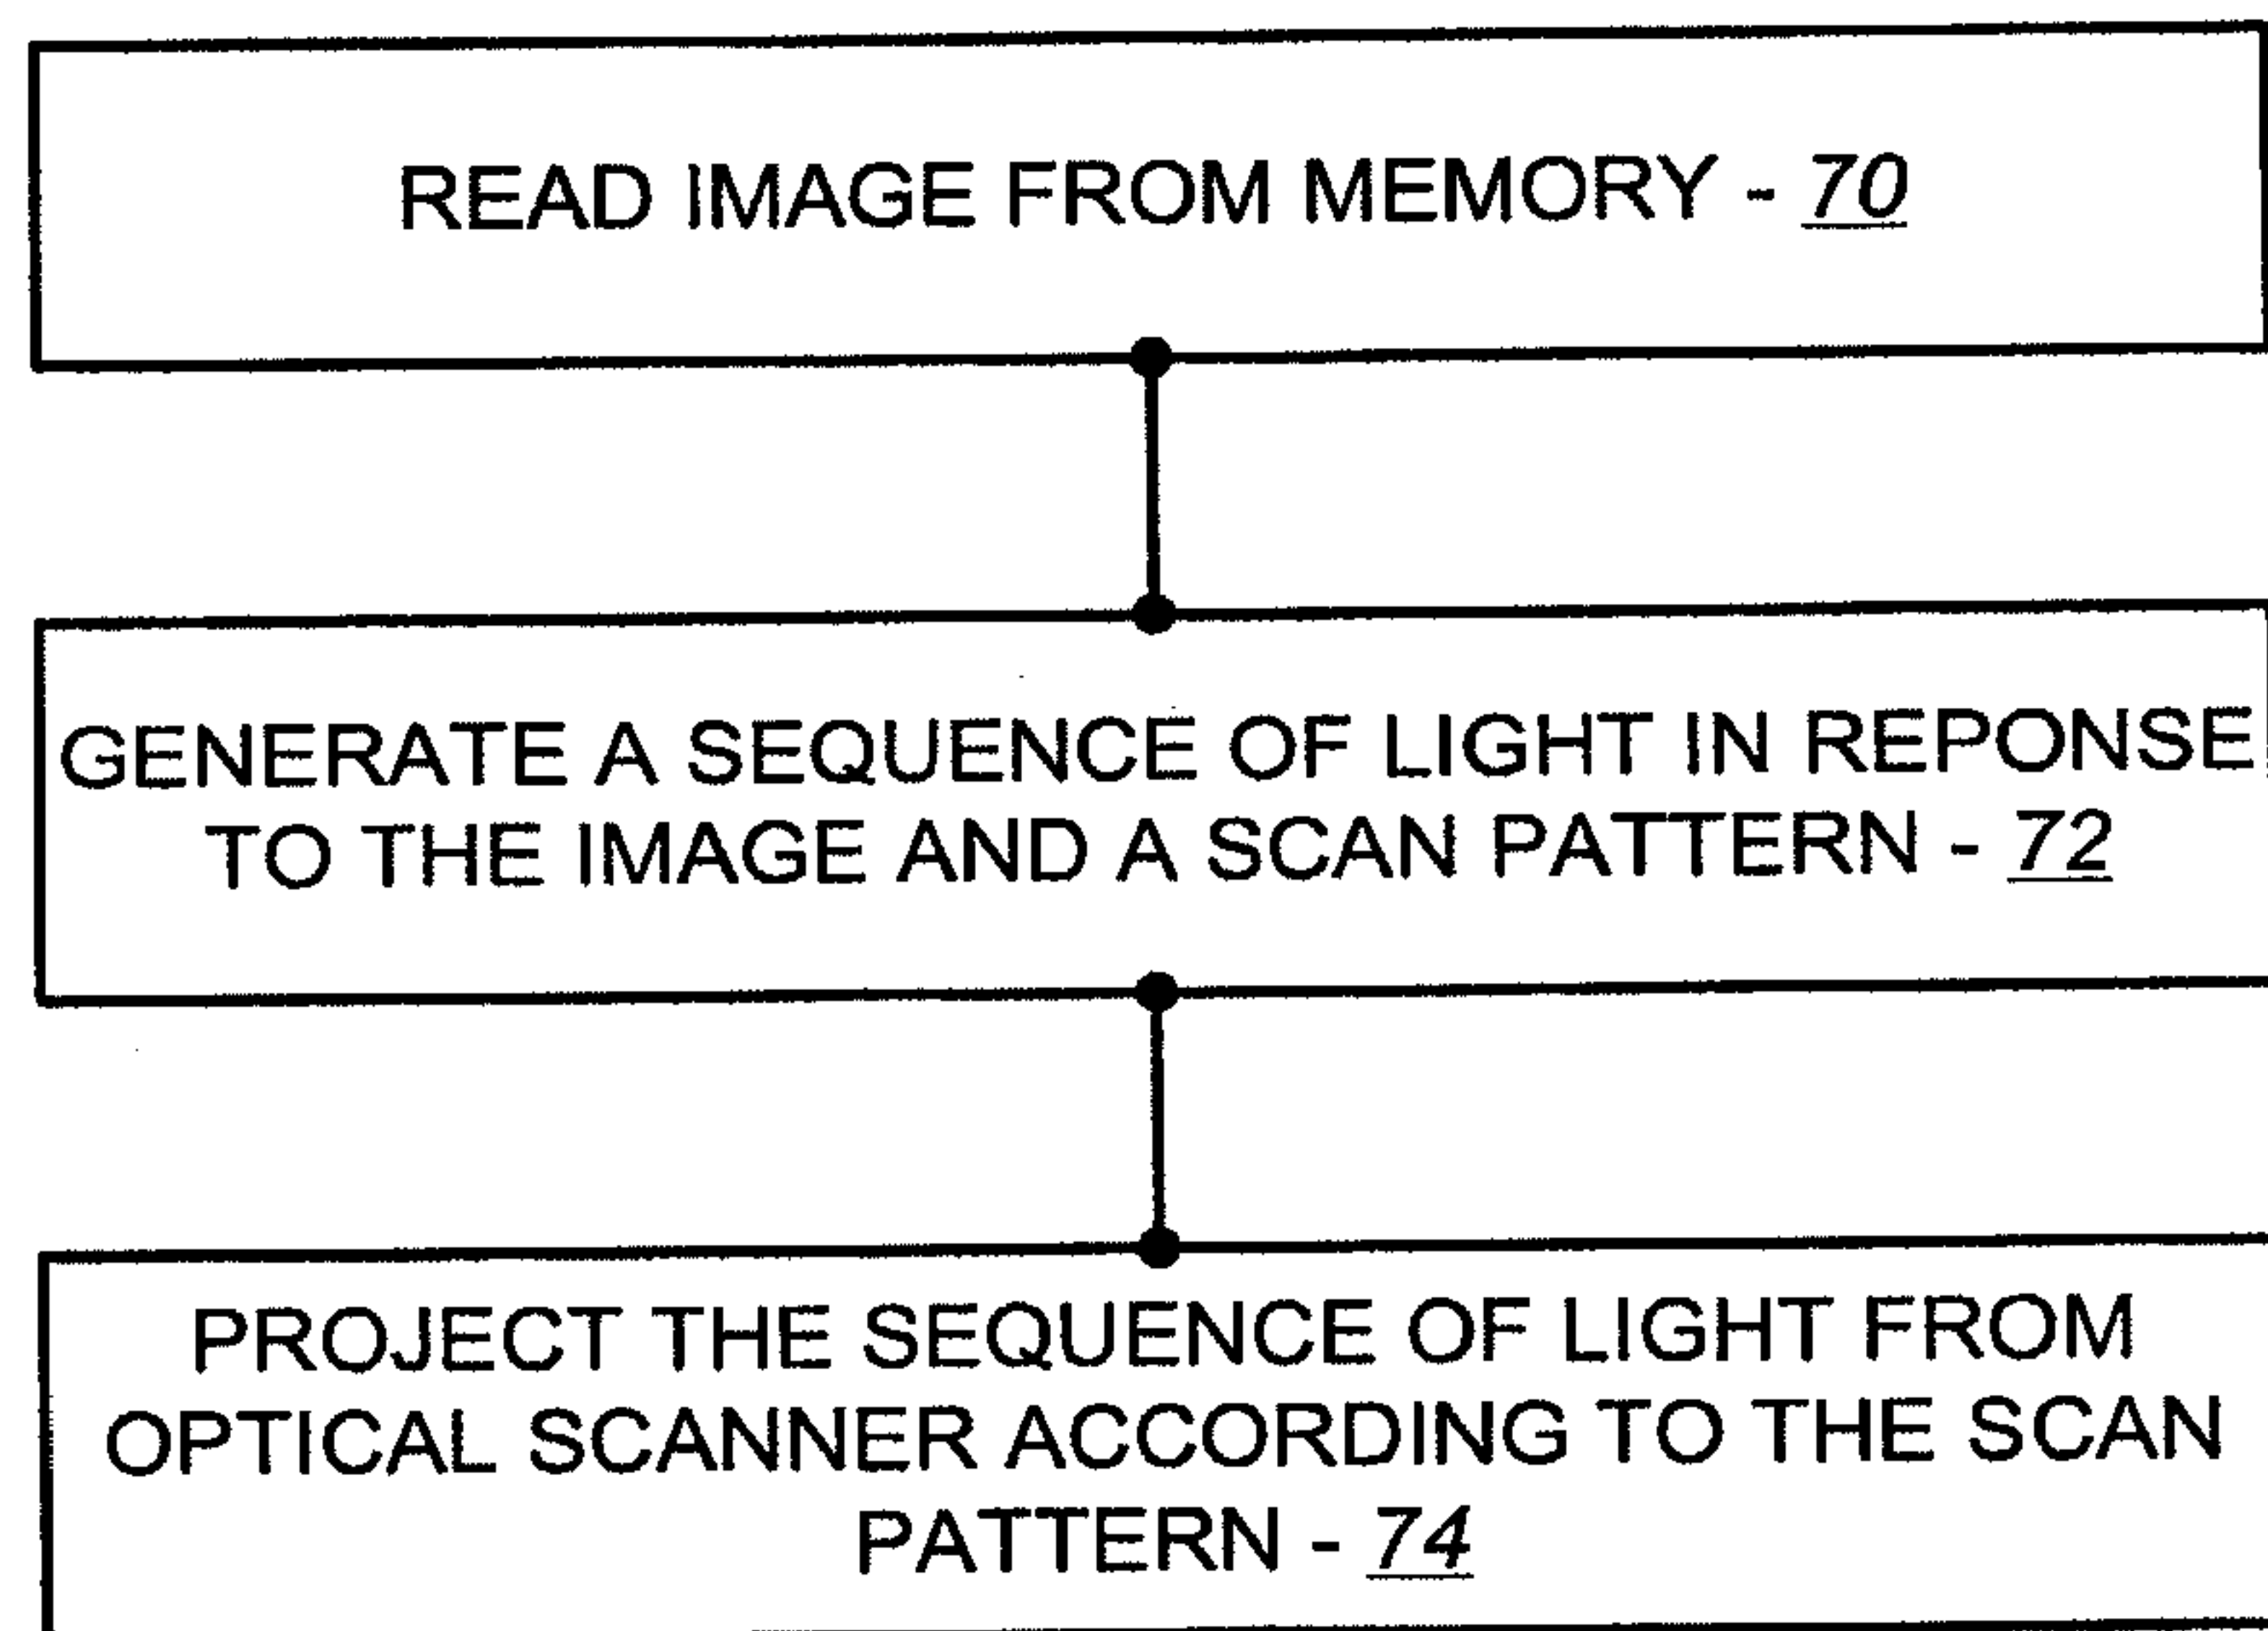 READ IMAGE FROM MEMORY - 70
GENERATE A SEQUENCE OF LIGHT IN REPONSE
TO THE IMAGE AND A SCAN PATTERN - 72
PROJECT THE SEQUENCE OF LIGHT FROM
OPTICAL SCANNER ACCORDING TO THE SCAN
PATTERN - 74